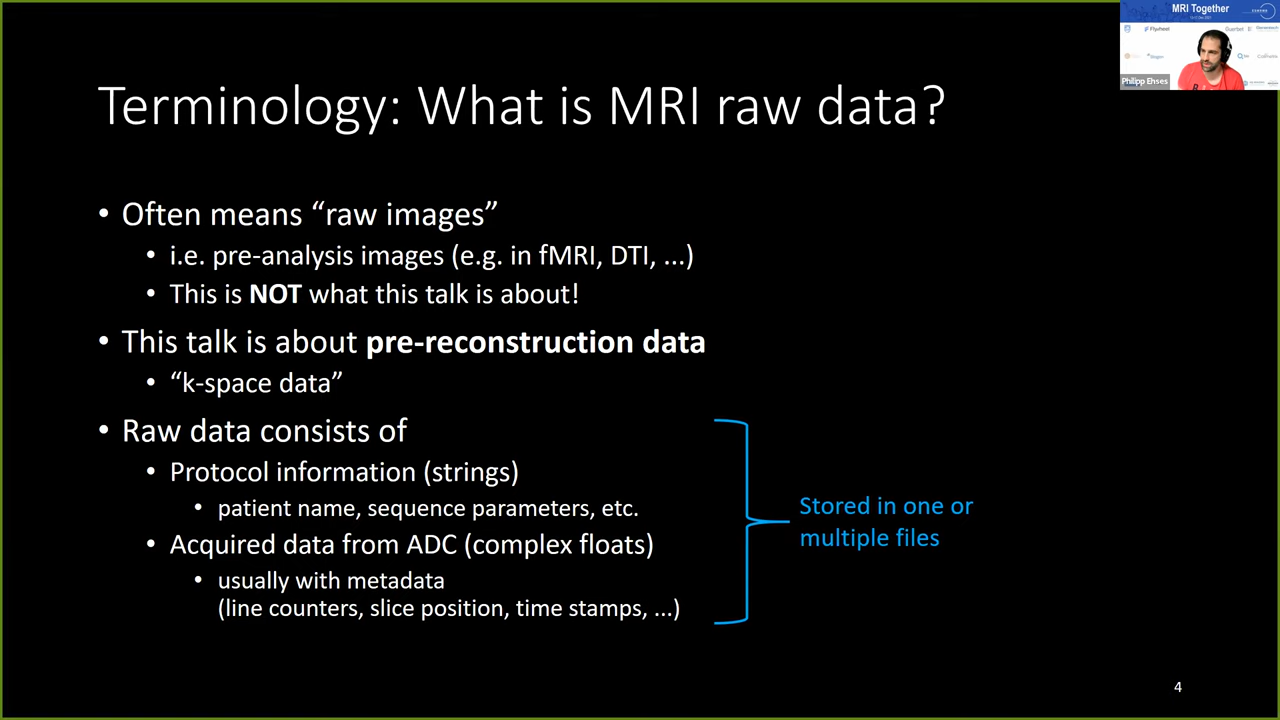 MRI Together
Flywheel
Philipp Ehses
Terminology: What is MRI raw data?
• Often means “raw images”
• i.e. pre-analysis images (e.g. in fMRI, DTI, ...)
• This is NOT what this talk is about!
• This talk is about pre-reconstruction data
• “k-space data”
• Raw data consists of
• Protocol information (strings)
• patient name, sequence parameters, etc.
• Acquired data from ADC (complex floats)
• usually with metadata
(line counters, slice position, time stamps, ...)
Stored in one or
multiple files
4